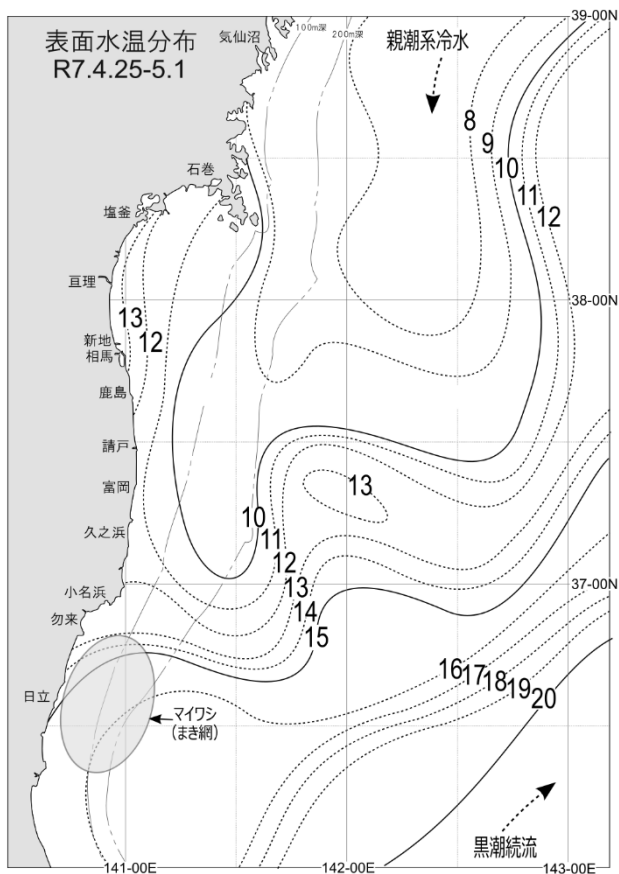 表面水温分布
R7.4.25-5.1
気仙沼
100m深
200m深
親潮系冷水
39-00N
8
9
10
11
12
石巻
塩釜
亘理
38-00N
13
12
新地
相馬
鹿島
請戸
富岡
13
久之浜
10
11
12
13
14
15
37-00N
小名浜
勿来
16
17
18
19
20
日立
マイワシ
(まき網)
黒潮続流
141-00E
142-00E
143-00E